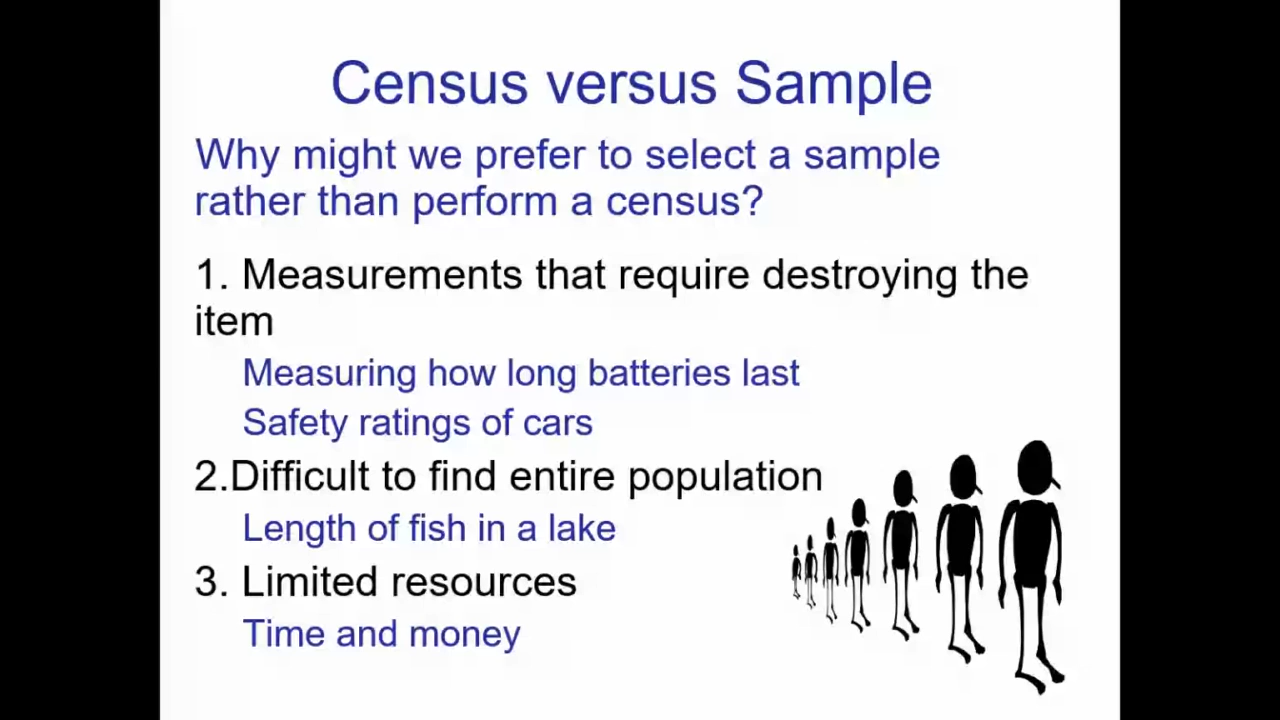 Census versus Sample
Why might we prefer to select a sample
rather than perform a census?
1. Measurements that require destroying the
item
Measuring how long batteries last
Safety ratings of cars
2.Difficult to find entire population
Length of fish in a lake
3. Limited resources
Time and money